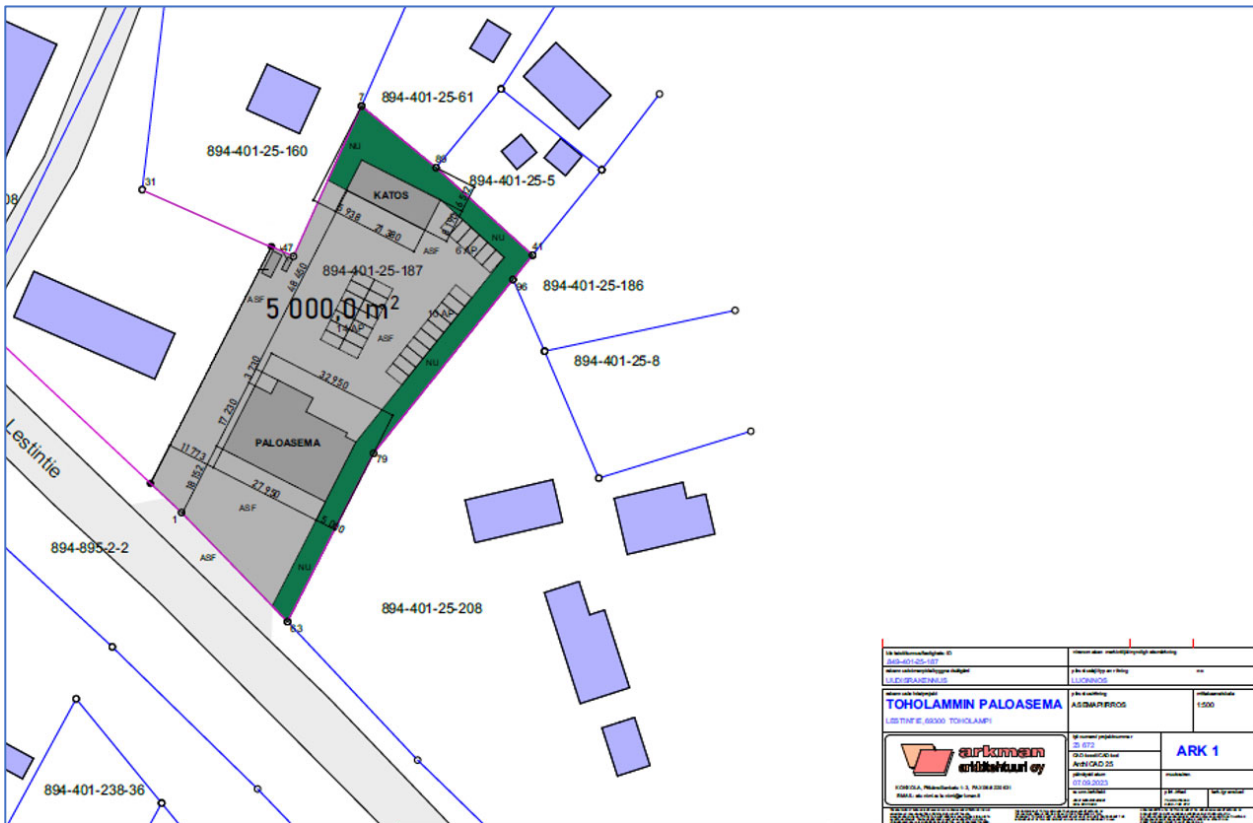 7
894-401-25-61
894-401-25-160
NU
89
894-401-25-5
31
KATOS
08
5 938
21 380
ASF
6 AP
NU
41
47
894-401-25-187
48 450
96
894-401-25-186
ASF
5 000,0 m²
10 AP
14 AP
ASF
894-401-25-8
NU
3 230
32 950
17 230
PALOASEMA
Lestintie
11 773
79
18 152
27 950
ASF
5 000
1
894-895-2-2
ASF
NU
894-401-25-208
63
894-401-238-36
849-401-25-187
UUDISRAKENNUS
LUONNOS
TOHOLAMMIN PALOASEMA
ASEMAPIIRROS
1:500
LESTINTIE, 69300 TOHOLAMPI
25 672
ARK 1
arkman
arkkitehtuuri oy
ArchiCAD 25
07.09.2023